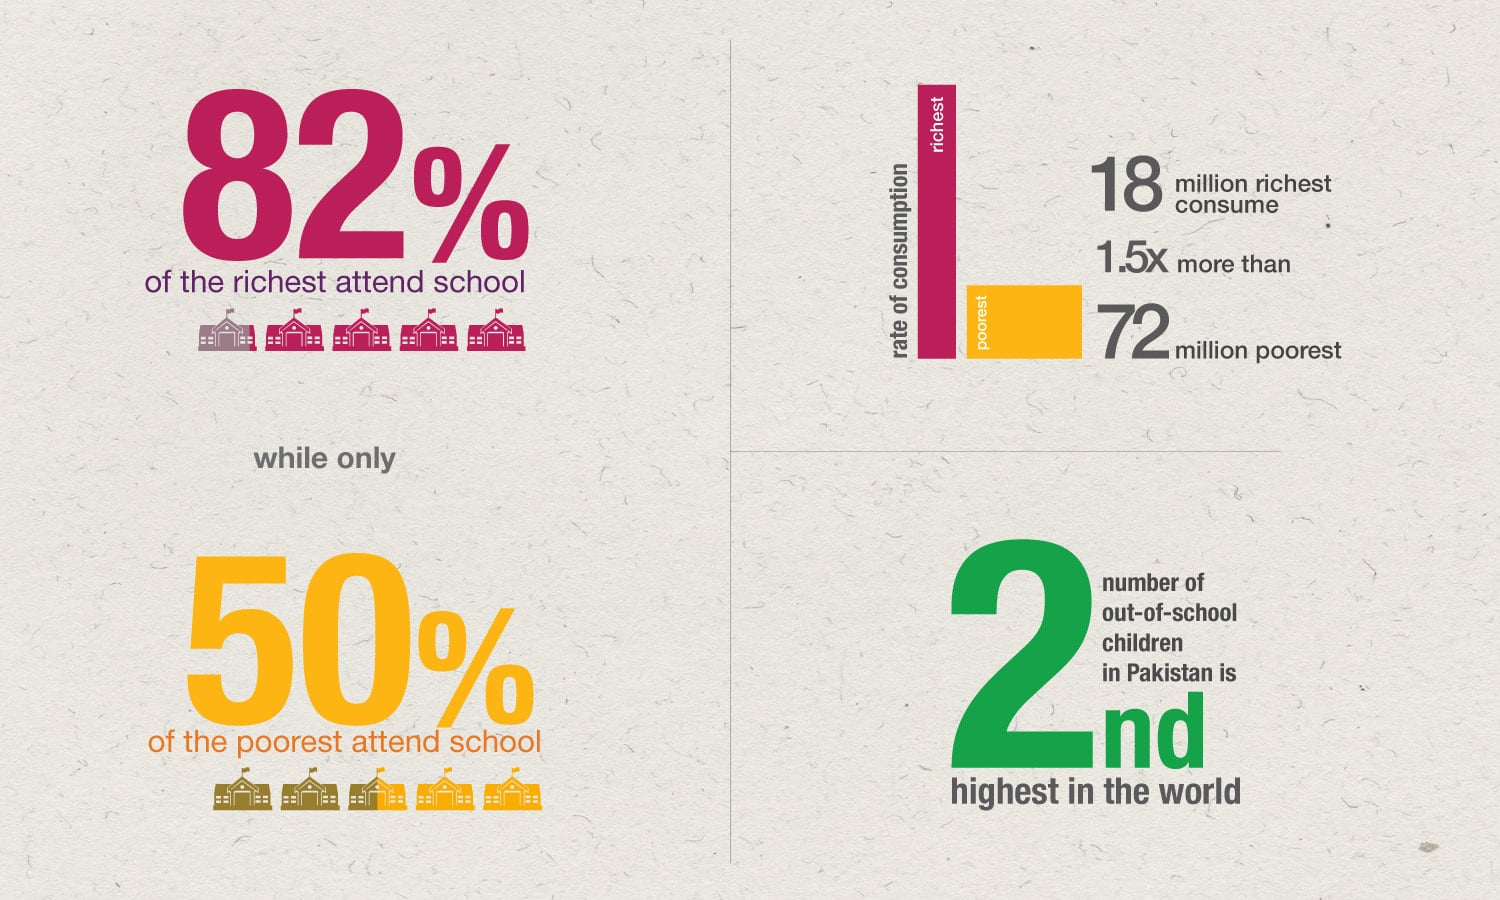 82%
of the richest attend school
while only
50%
of the poorest attend school
rate of consumption
richest
poorest
18 million richest
consume
1.5x more than
72 million poorest
number of
out-of-school
children
in Pakistan is
2nd
highest in the world